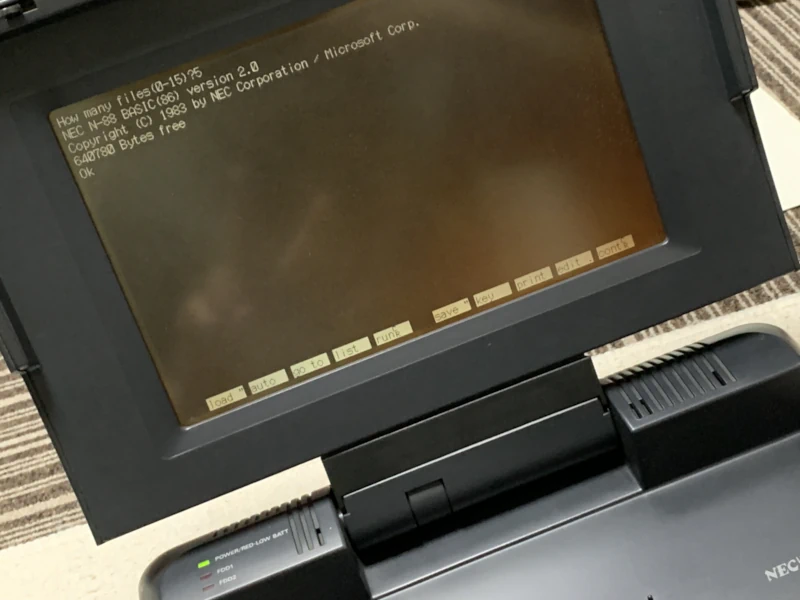 How many files(0-15)?5
NEC N-88 BASIC(86) version 2.0
Copyright (C) 1983 by NEC Corporation / Microsoft Corp.
640780 Bytes free
Ok
load " auto go to list run save " key print edit . cont
POWER/RED-LOW BATT
FDD1
FDD2
NEC